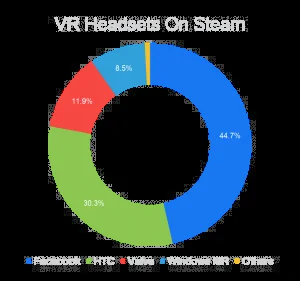 VR Headsets On Steam
8.5%
11.9%
44.7%
30.3%
Facebook HTC Valve Windows MR Others